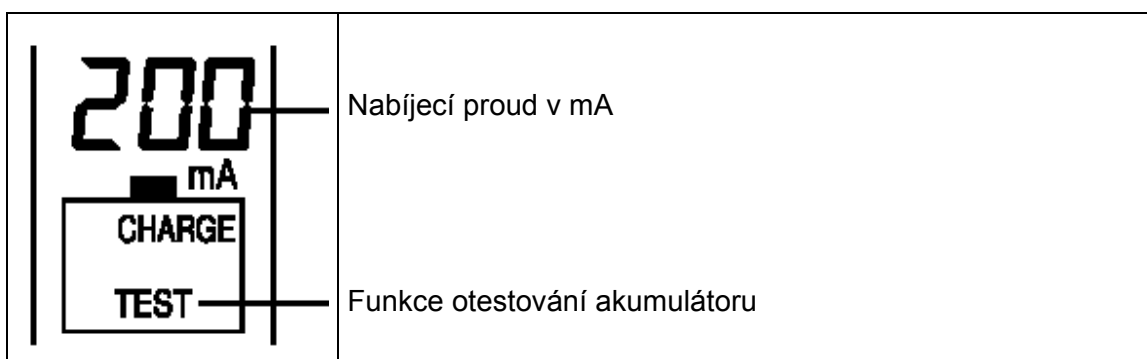 200
mA
Nabíjecí proud v mA
CHARGE
TEST
Funkce otestování akumulátoru